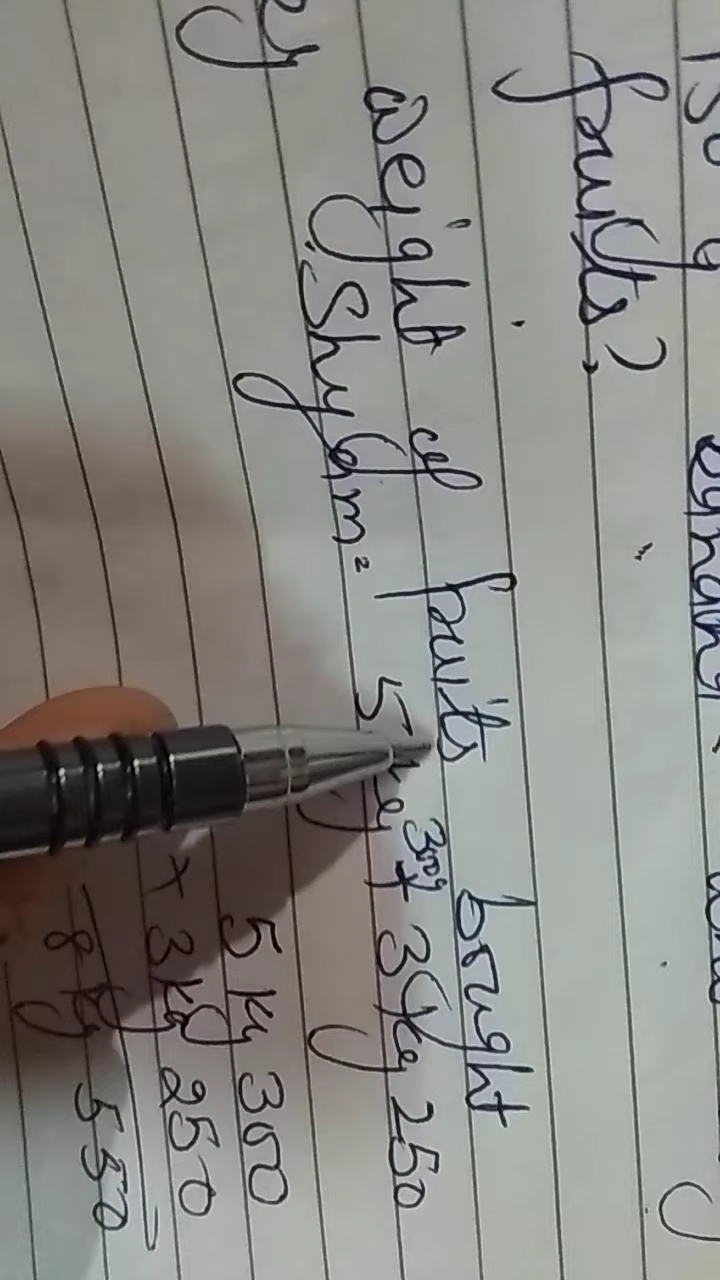 fruits?
weight of fruits bought
Shyam = 5 kg 300g + 3 kg 250
5 kg 300
+ 3 kg 250
8 kg 550